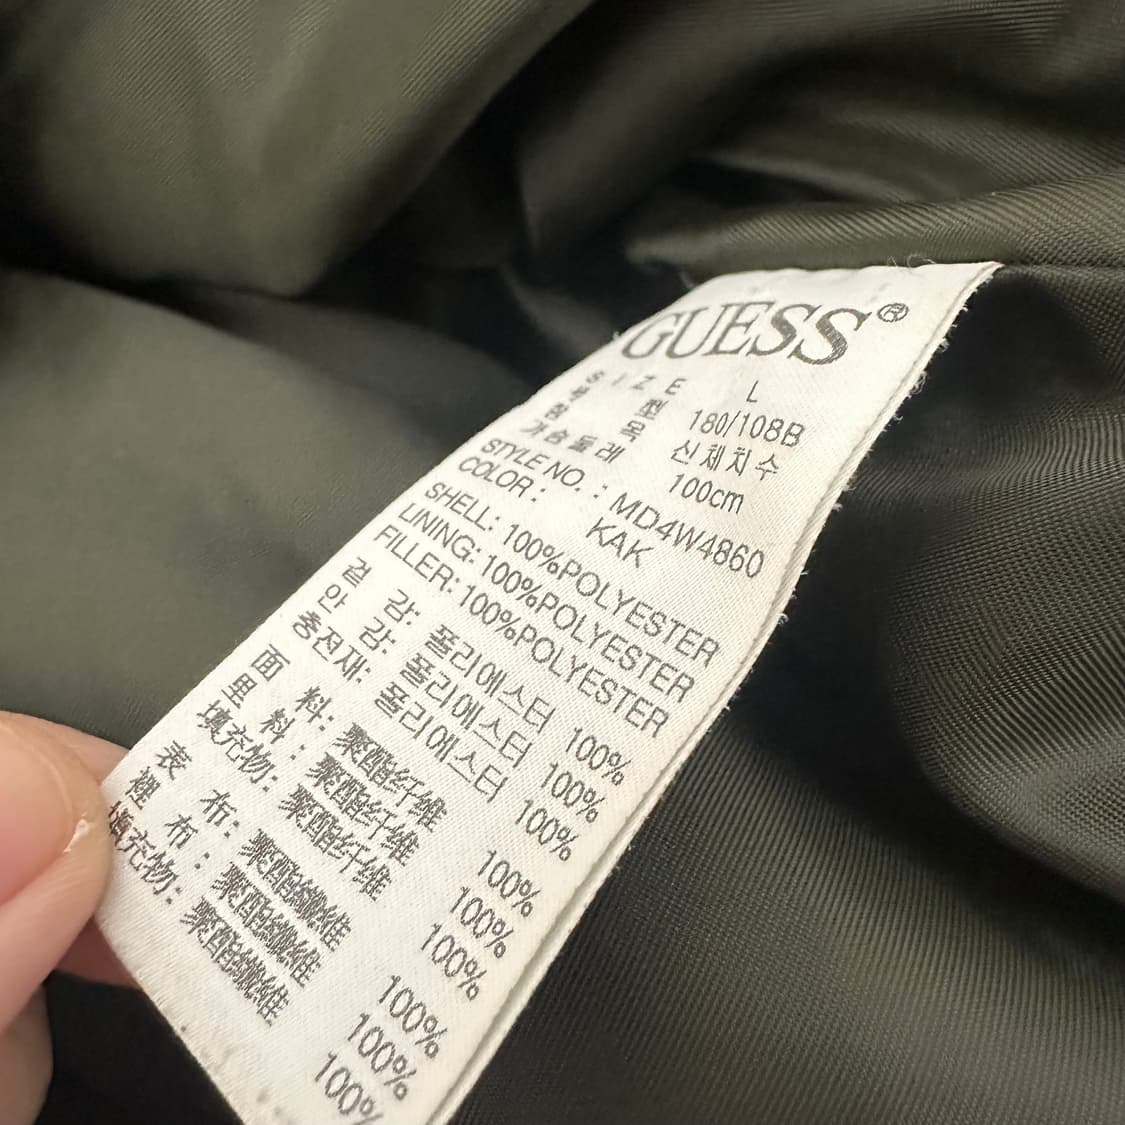 GUESS®
SIZE L
型 180/108B
부 목 신체치수
가슴둘레 100cm
STYLE NO. : MD4W4860
COLOR : KAK
SHELL: 100%POLYESTER
LINING: 100%POLYESTER
FILLER: 100%POLYESTER
겉 감: 폴리에스터 100%
안 감: 폴리에스터 100%
충전재: 폴리에스터 100%
面 料: 聚酯纤维 100%
里 料: 聚酯纤维 100%
填充物: 聚酯纤维 100%
表 布: 聚酯纖維 100%
裡 布: 聚酯纖維 100%
填充物: 聚酯纖維 100%